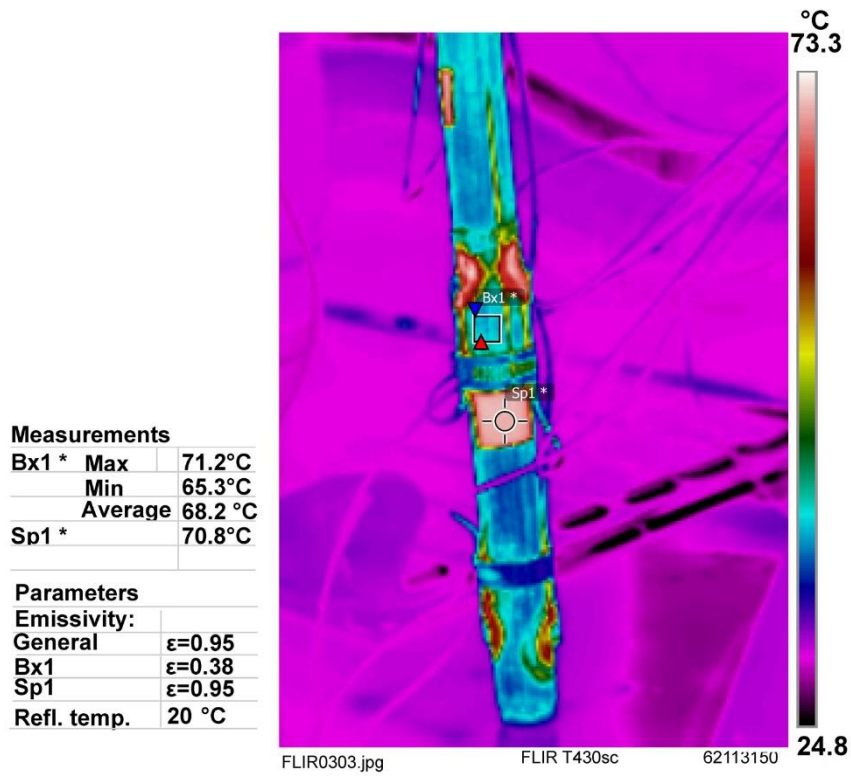 °C
73.3
Bx1 *
Sp1 *
Measurements
Bx1 * Max 71.2°C
Min 65.3°C
Average 68.2 °C
Sp1 * 70.8°C
Parameters
Emissivity:
General ε=0.95
Bx1 ε=0.38
Sp1 ε=0.95
Refl. temp. 20 °C
24.8
FLIR0303.jpg FLIR T430sc 62113150